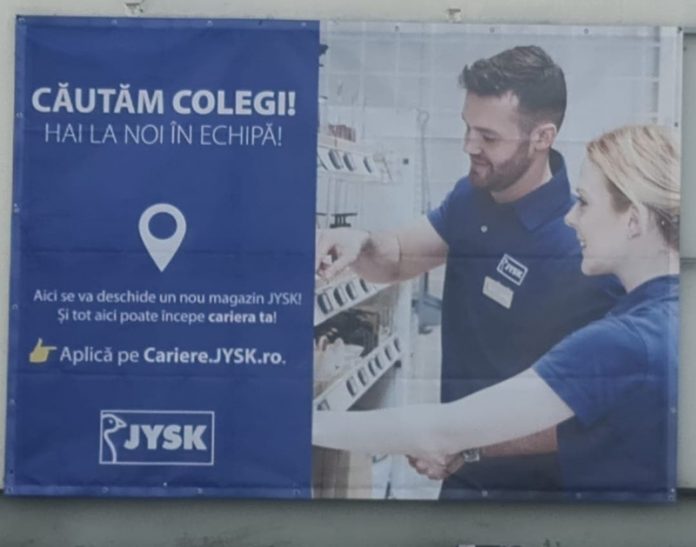 CĂUTĂM COLEGI!
HAI LA NOI ÎN ECHIPĂ!
Aici se va deschide un nou magazin JYSK!
Și tot aici poate începe cariera ta!
Aplică pe Cariere.JYSK.ro.
JYSK
JYSK